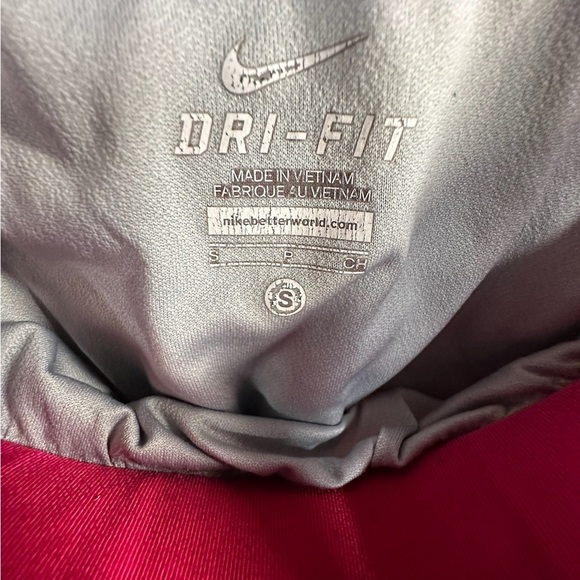 DRI-FIT
MADE IN VIETNAM
FABRIQUE AU VIETNAM
nikebetterworld.com
S P CH
S